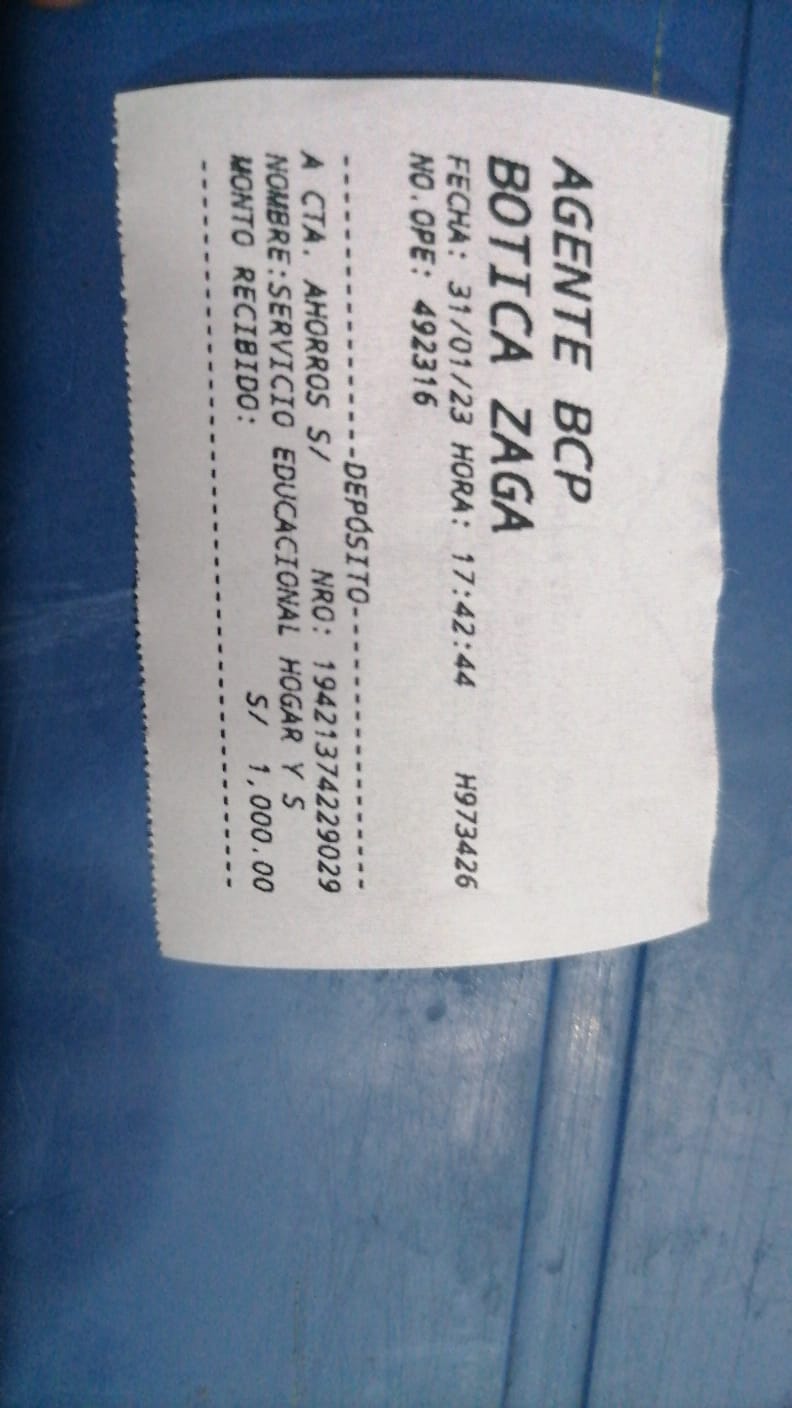 AGENTE BCP
BOTICA ZAGA
FECHA: 31/01/23 HORA: 17:42:44 H973426
NO.OPE: 492316
--------------------DEPÓSITO--------------------
A CTA. AHORROS S/ NRO: 19421374229029
NOMBRE:SERVICIO EDUCACIONAL HOGAR Y S
MONTO RECIBIDO: S/ 1,000.00
------------------------------------------------